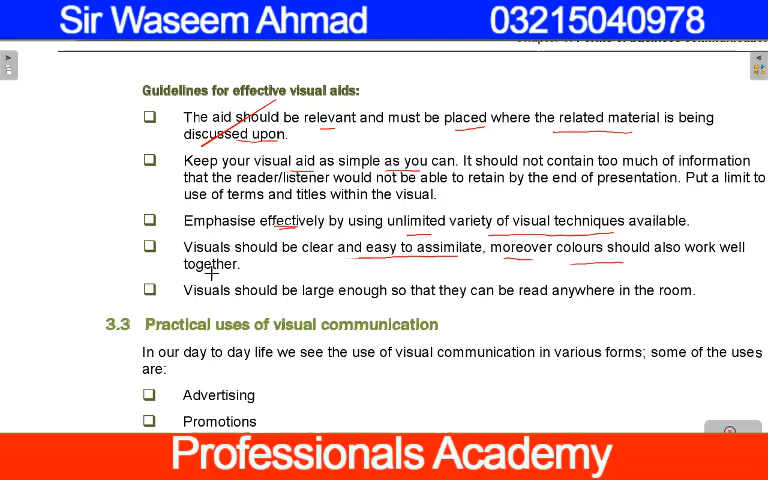 Sir Waseem Ahmad 03215040978
Guidelines for effective visual aids:
The aid should be relevant and must be placed where the related material is being
discussed upon.
Keep your visual aid as simple as you can. It should not contain too much of information
that the reader/listener would not be able to retain by the end of presentation. Put a limit to
use of terms and titles within the visual.
Emphasise effectively by using unlimited variety of visual techniques available.
Visuals should be clear and easy to assimilate, moreover colours should also work well
together.
Visuals should be large enough so that they can be read anywhere in the room.
3.3 Practical uses of visual communication
In our day to day life we see the use of visual communication in various forms; some of the uses
are:
Advertising
Promotions
Professionals Academy